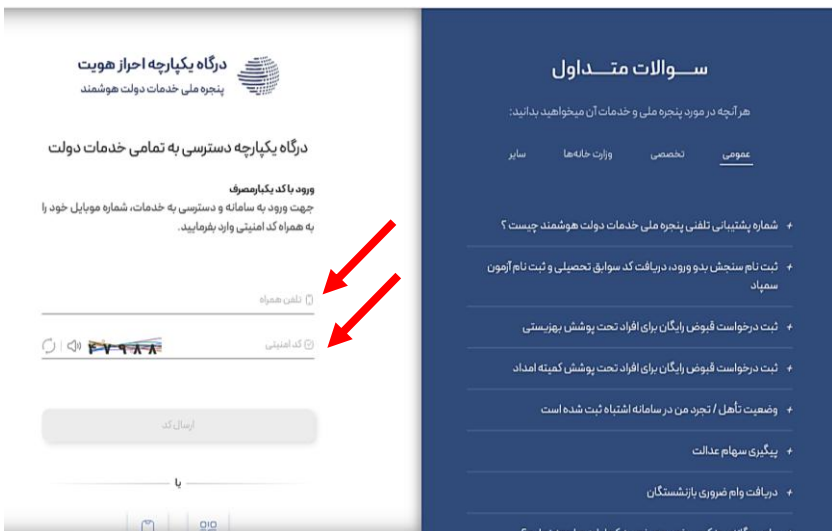 سوالات متداول
هر آنچه در مورد پنجره ملی و خدمات آن میخواهید بدانید:
عمومی تخصصی وزارت خانه‌ها سایر
+ شماره پشتیبانی تلفنی پنجره ملی خدمات دولت هوشمند چیست ؟
+ ثبت نام سنجش بدو ورود، دریافت کد سوابق تحصیلی و ثبت نام آزمون
سمپاد
+ ثبت درخواست قبوض رایگان برای افراد تحت پوشش بهزیستی
+ ثبت درخواست قبوض رایگان برای افراد تحت پوشش کمیته امداد
+ وضعیت تأهل / تجرد من در سامانه اشتباه ثبت شده است
+ پیگیری سهام عدالت
+ دریافت وام ضروری بازنشستگان
درگاه یکپارچه احراز هویت
پنجره ملی خدمات دولت هوشمند
درگاه یکپارچه دسترسی به تمامی خدمات دولت
ورود با کد یکبارمصرف
جهت ورود به سامانه و دسترسی به خدمات، شماره موبایل خود را
به همراه کد امنیتی وارد بفرمایید.
تلفن همراه
کد امنیتی
۴۷۹۸۸
ارسال کد
یا